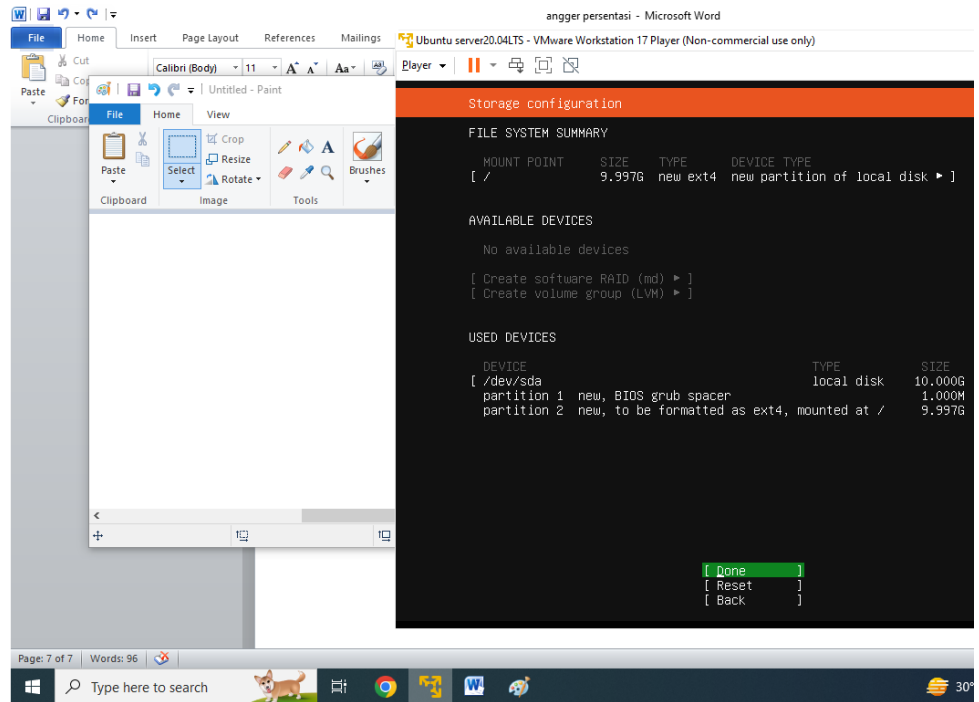 angger persentasi - Microsoft Word
File Home Insert Page Layout References Mailings
Ubuntu server20.04LTS - VMware Workstation 17 Player (Non-commercial use only)
Cut
Calibri (Body) 11 A A Aa
Player
Cop
Paste
For
Clipboar
Untitled - Paint
File Home View
Crop
Resize
Rotate
Paste
Select
A
Brushes
Clipboard Image Tools
Storage configuration
FILE SYSTEM SUMMARY
MOUNT POINT SIZE TYPE DEVICE TYPE
[ / 9.997G new ext4 new partition of local disk ▸ ]
AVAILABLE DEVICES
No available devices
[ Create software RAID (md) ▸ ]
[ Create volume group (LVM) ▸ ]
USED DEVICES
DEVICE TYPE SIZE
[ /dev/sda local disk 10.000G
partition 1 new, BIOS grub spacer 1.000M
partition 2 new, to be formatted as ext4, mounted at / 9.997G
[ Done ]
[ Reset ]
[ Back ]
Page: 7 of 7 Words: 96
Type here to search
30°